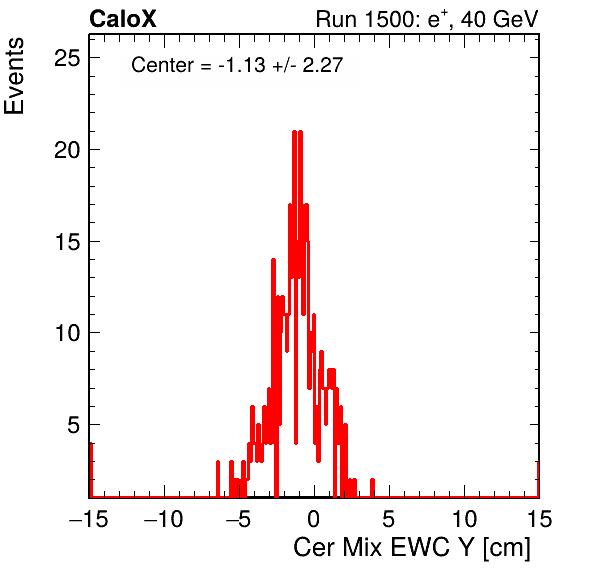 CaloX Run 1500: e⁺, 40 GeV
Center = -1.13 +/- 2.27
Events
25
20
15
10
5
−15 −10 −5 0 5 10 15
Cer Mix EWC Y [cm]